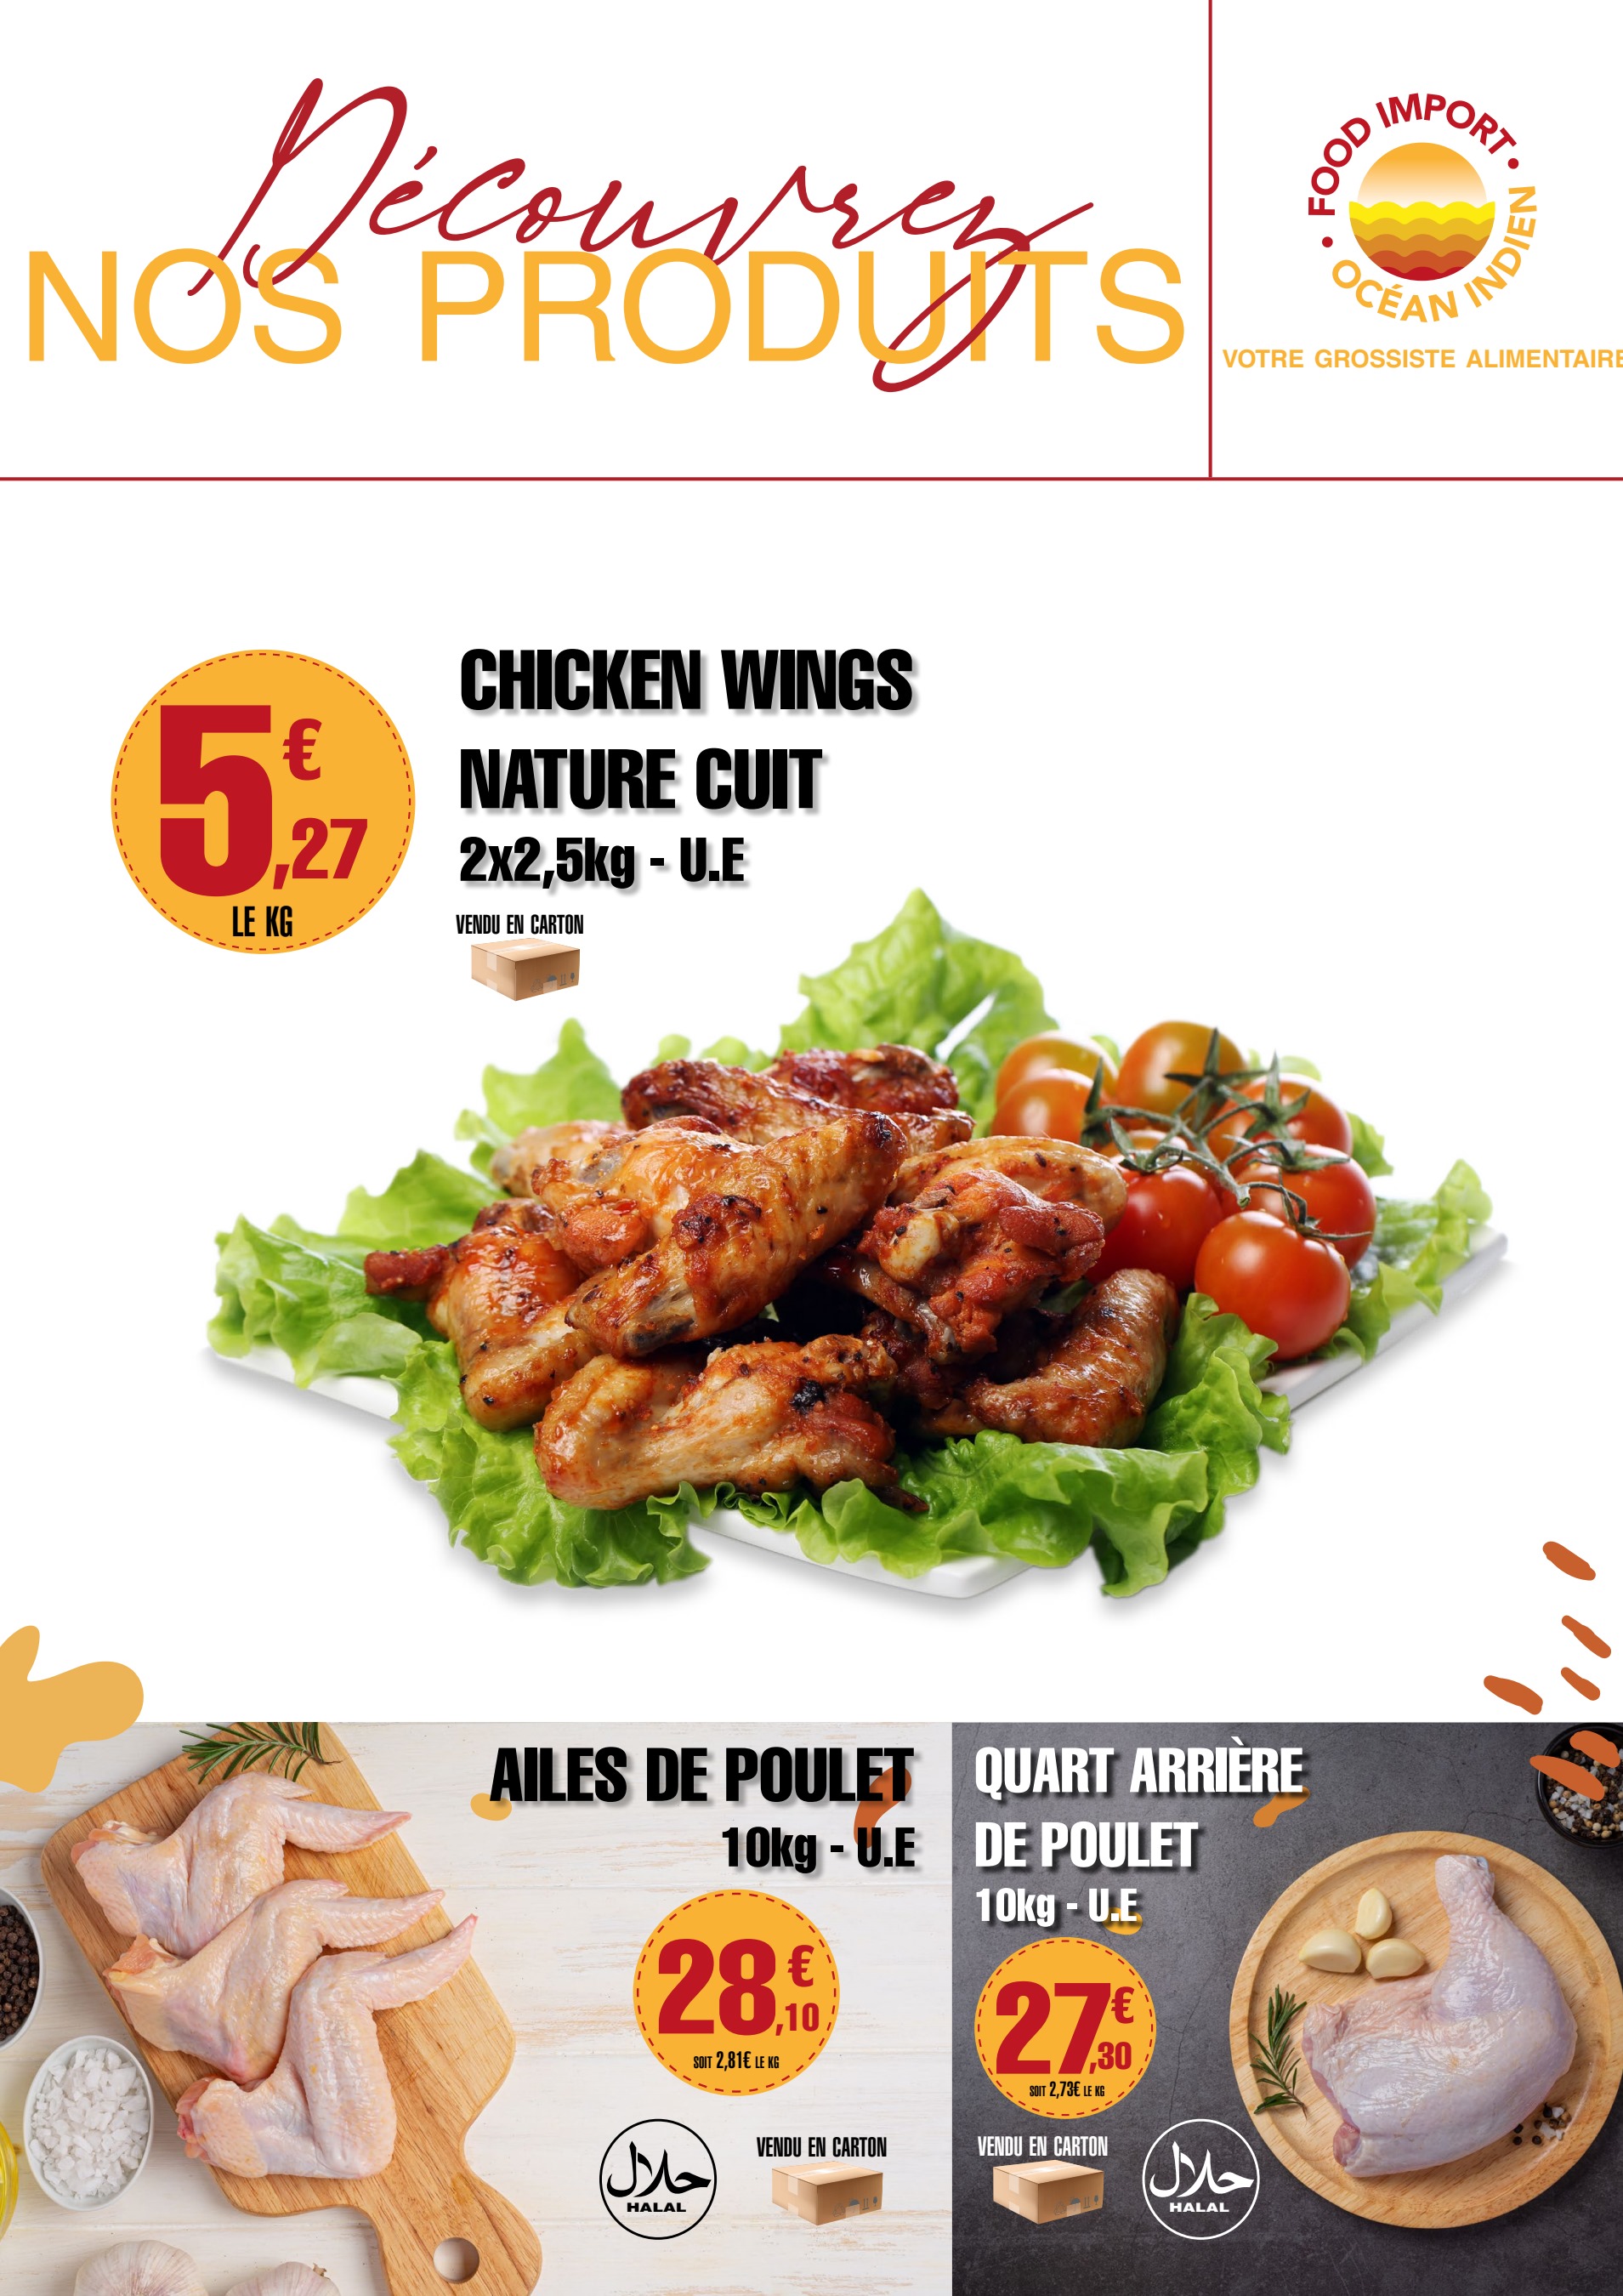 Découvrez
NOS PRODUITS
• FOOD IMPORT •
OCÉAN INDIEN
VOTRE GROSSISTE ALIMENTAIRE
5€,27
LE KG
CHICKEN WINGS
NATURE CUIT
2x2,5kg - U.E
VENDU EN CARTON
AILES DE POULET
10kg - U.E
28€,10
SOIT 2,81€ LE KG
حلال
HALAL
VENDU EN CARTON
QUART ARRIÈRE
DE POULET
10kg - U.E
27€,30
SOIT 2,73€ LE KG
VENDU EN CARTON
حلال
HALAL